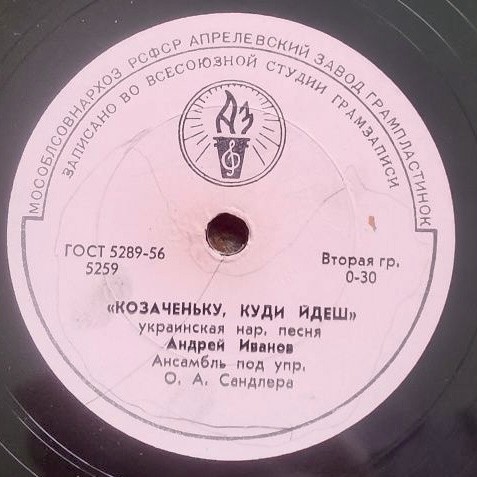 МОСОБЛСОВНАРХОЗ РСФСР АПРЕЛЕВСКИЙ ЗАВОД ГРАМПЛАСТИНОК
ЗАПИСАНО ВО ВСЕСОЮЗНОЙ СТУДИИ ГРАМЗАПИСИ
АЗ
ГОСТ 5289-56
5259
Вторая гр.
0-30
«КОЗАЧЕНЬКУ, КУДИ ЙДЕШ»
украинская нар. песня
Андрей Иванов
Ансамбль под упр.
О. А. Сандлера